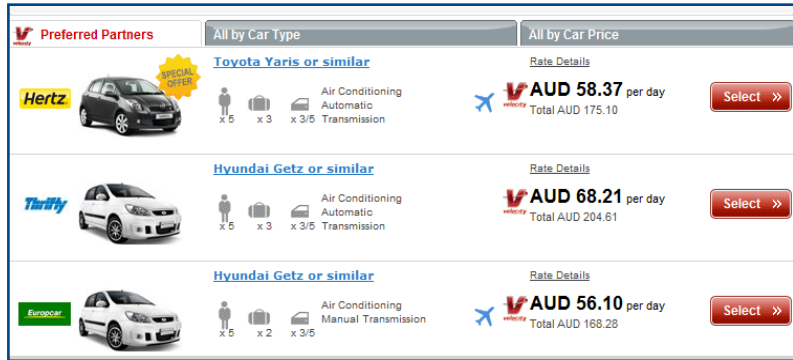 velocity Preferred Partners
All by Car Type
All by Car Price
Hertz
SPECIAL
OFFER
Toyota Yaris or similar
x 5 x 3 x 3/5
Air Conditioning
Automatic
Transmission
Rate Details
velocity AUD 58.37 per day
Total AUD 175.10
Select »
Thrifty
Hyundai Getz or similar
x 5 x 3 x 3/5
Air Conditioning
Automatic
Transmission
Rate Details
velocity AUD 68.21 per day
Total AUD 204.61
Select »
Europcar
Hyundai Getz or similar
x 5 x 2 x 3/5
Air Conditioning
Manual Transmission
Rate Details
velocity AUD 56.10 per day
Total AUD 168.28
Select »